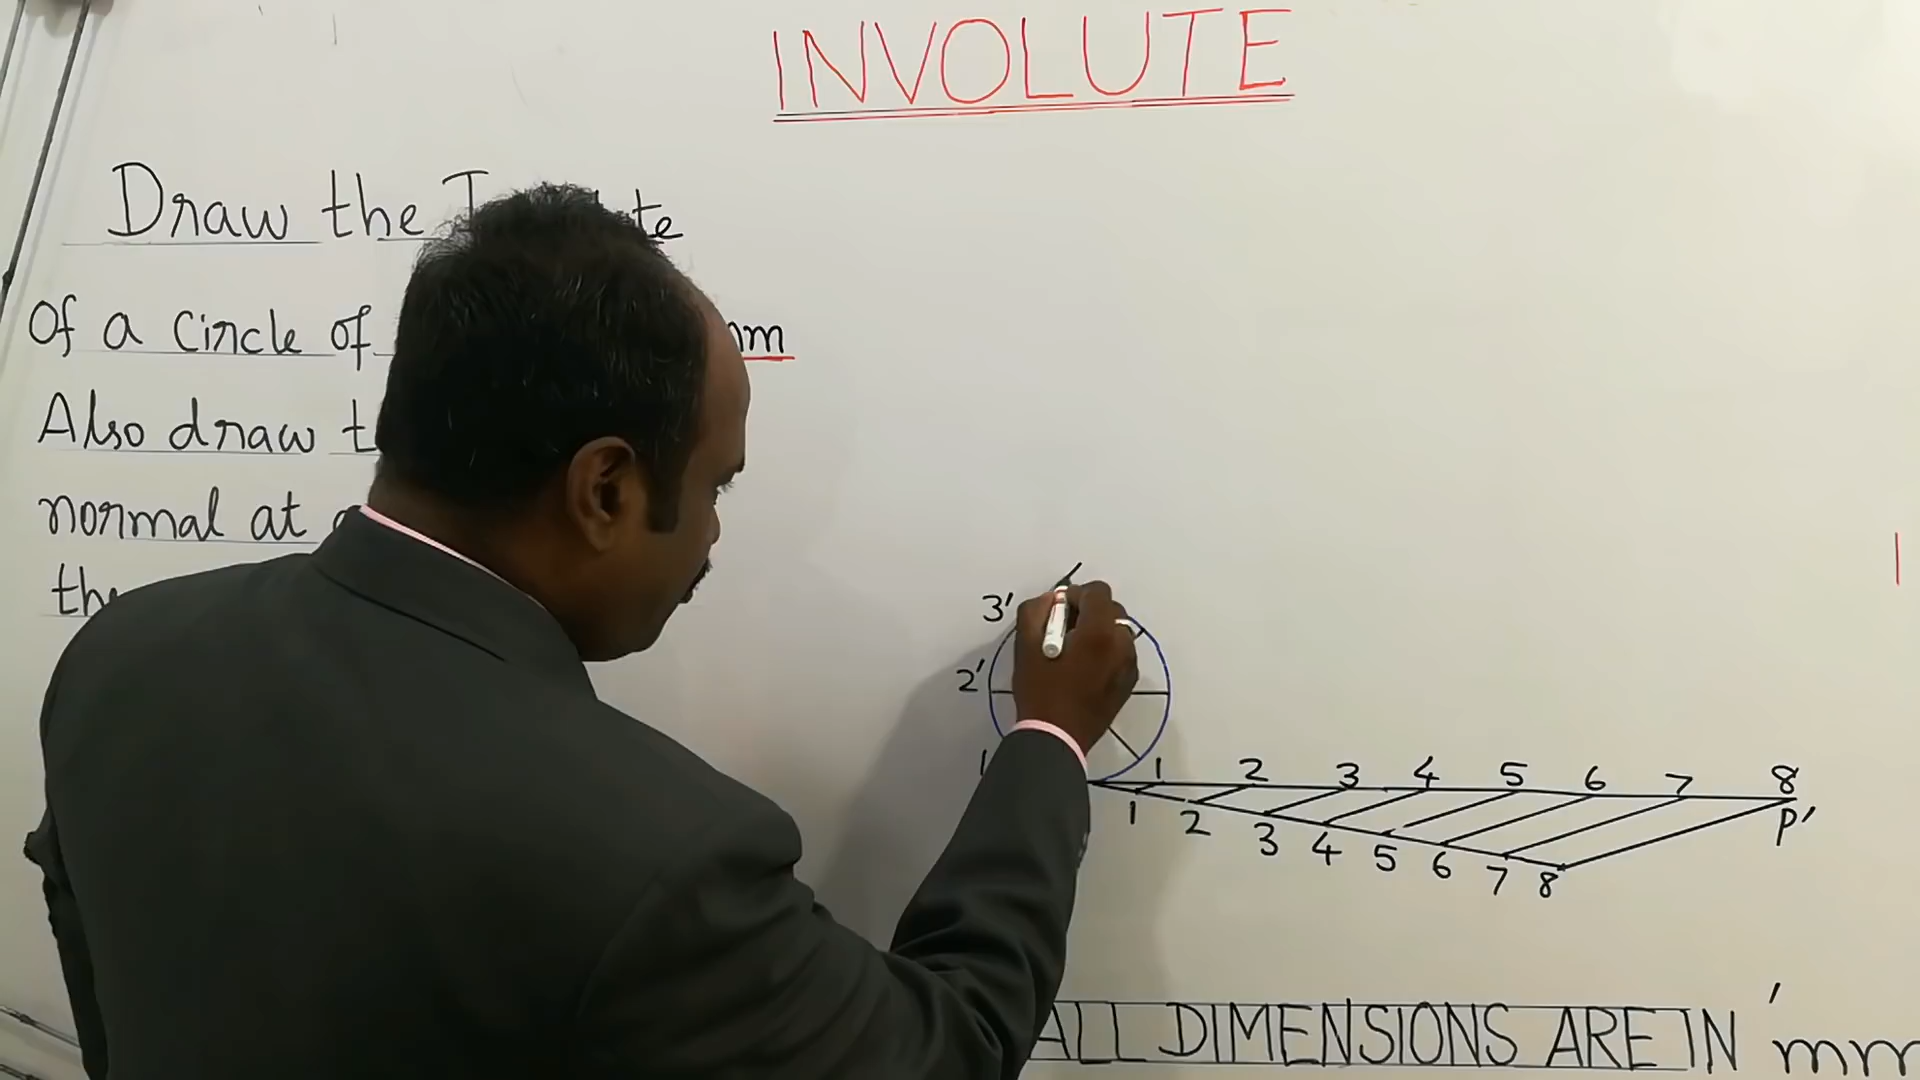 INVOLUTE
Draw the
of a circle of mm
Also draw
normal at
3'
2'
1 2 3 4 5 6 7 8
P'
1 2 3 4 5 6 7 8
ALL DIMENSIONS ARE IN 'mm